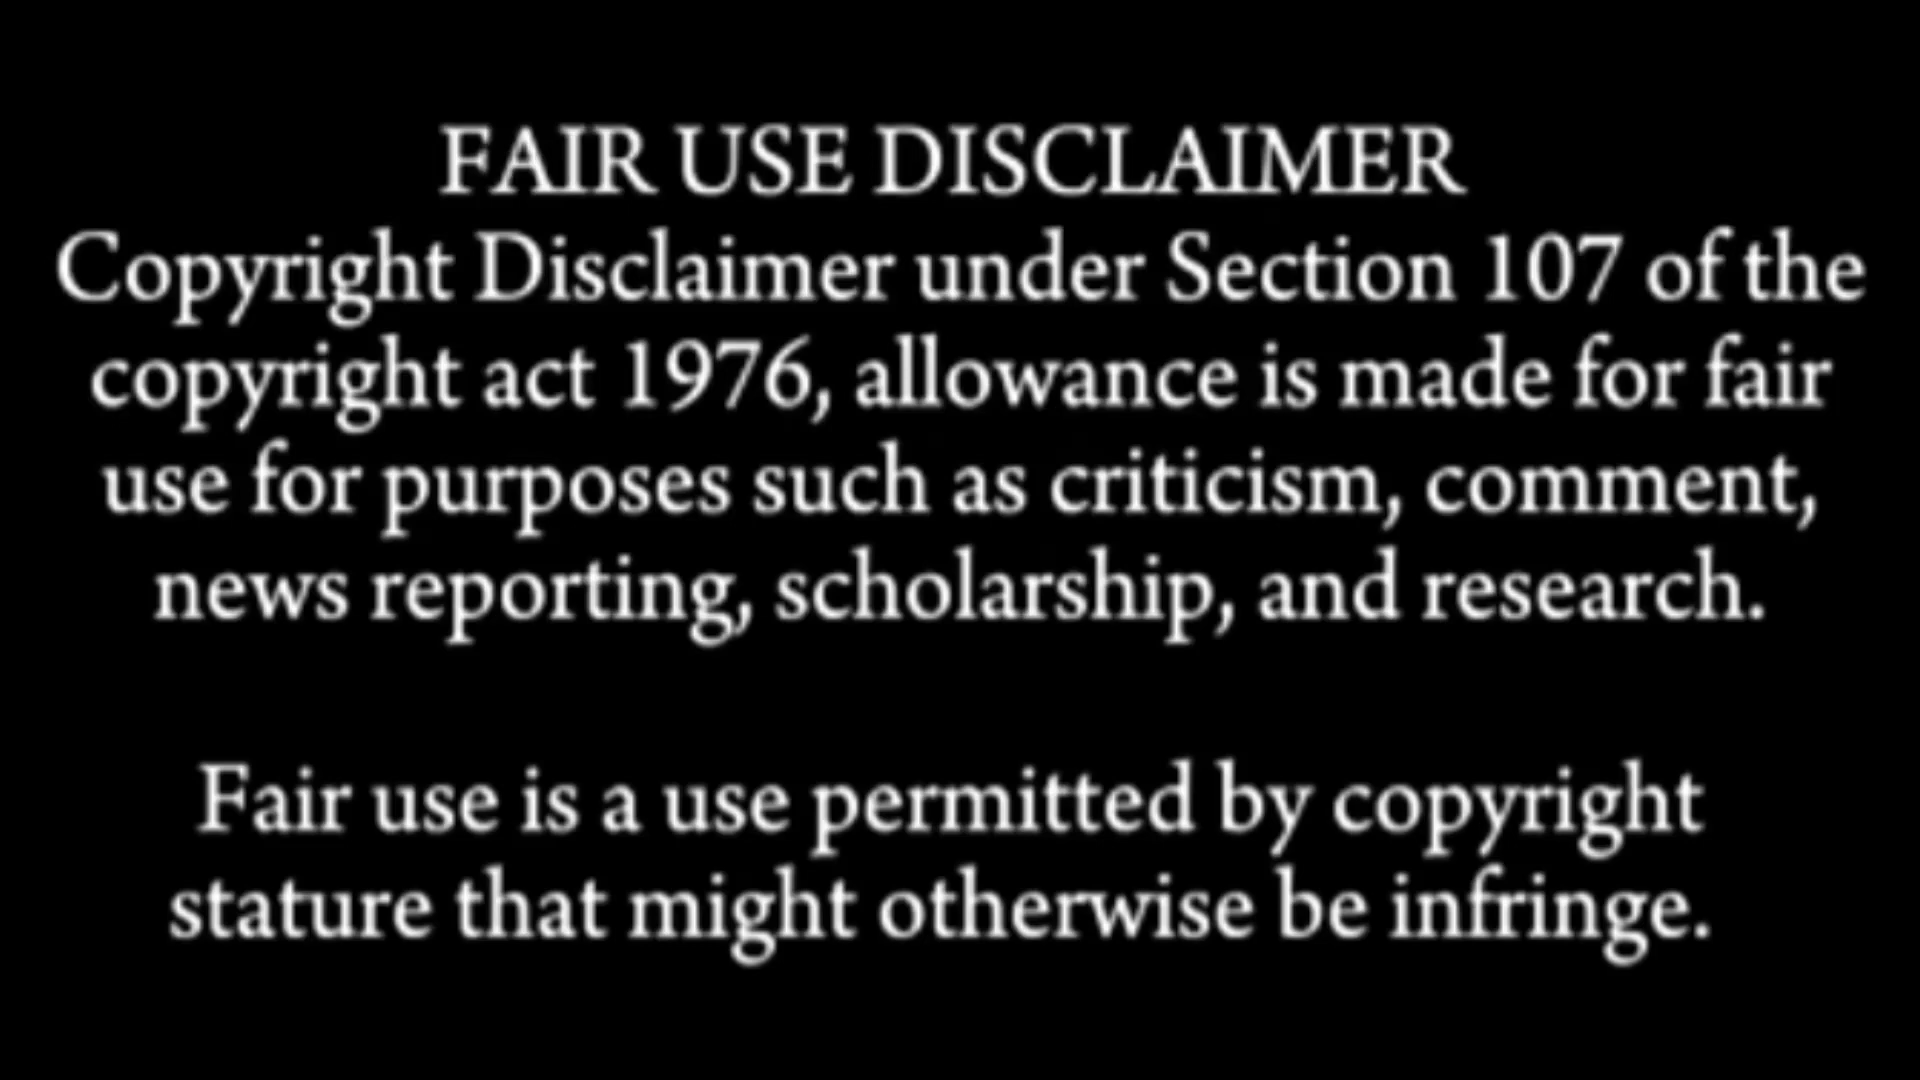 FAIR USE DISCLAIMER
Copyright Disclaimer under Section 107 of the
copyright act 1976, allowance is made for fair
use for purposes such as criticism, comment,
news reporting, scholarship, and research.
Fair use is a use permitted by copyright
stature that might otherwise be infringe.